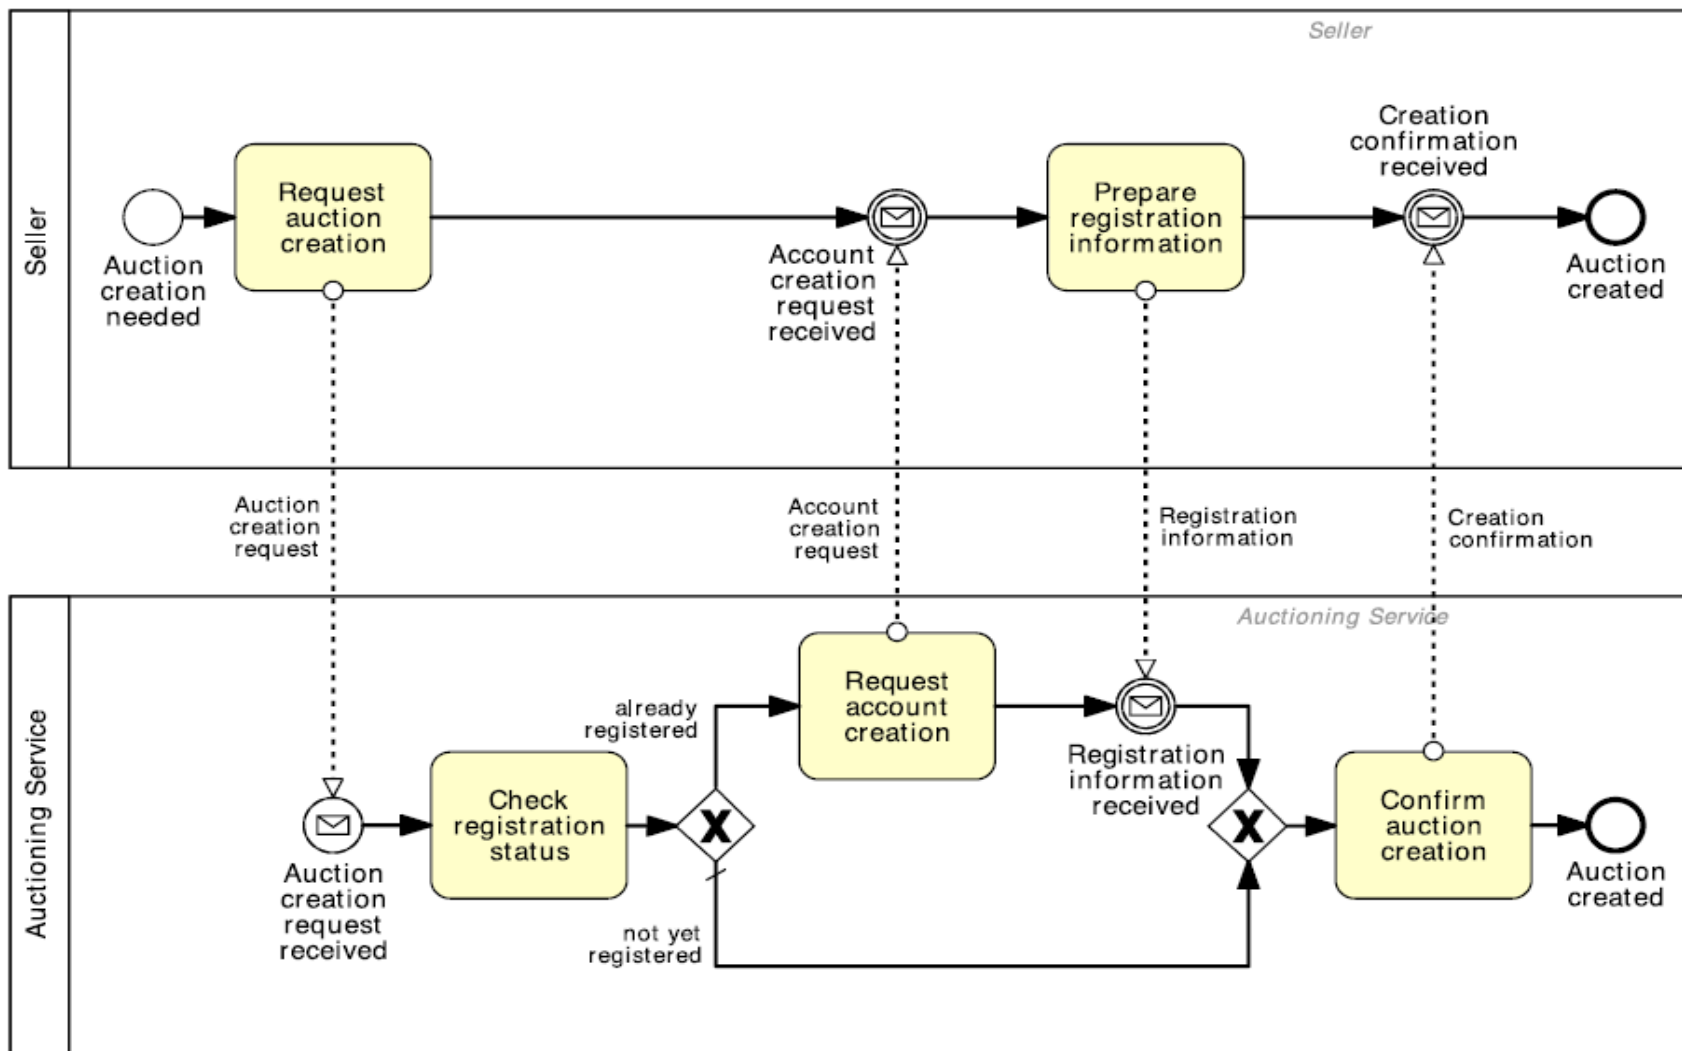 Seller
Seller
Request
auction
creation
Auction
creation
needed
Account
creation
request
received
Prepare
registration
information
Creation
confirmation
received
Auction
created
Auction
creation
request
Account
creation
request
Registration
information
Creation
confirmation
Auctioning Service
Auctioning Service
Auction
creation
request
received
Check
registration
status
already
registered
not yet
registered
Request
account
creation
Registration
information
received
Confirm
auction
creation
Auction
created